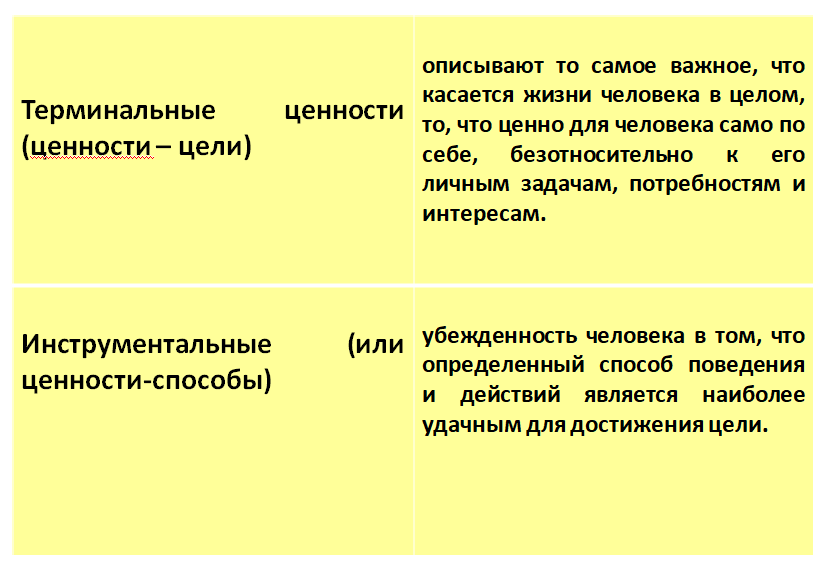 Терминальные ценности
(ценности – цели)
описывают то самое важное, что
касается жизни человека в целом,
то, что ценно для человека само по
себе, безотносительно к его
личным задачам, потребностям и
интересам.
Инструментальные (или
ценности-способы)
убежденность человека в том, что
определенный способ поведения
и действий является наиболее
удачным для достижения цели.